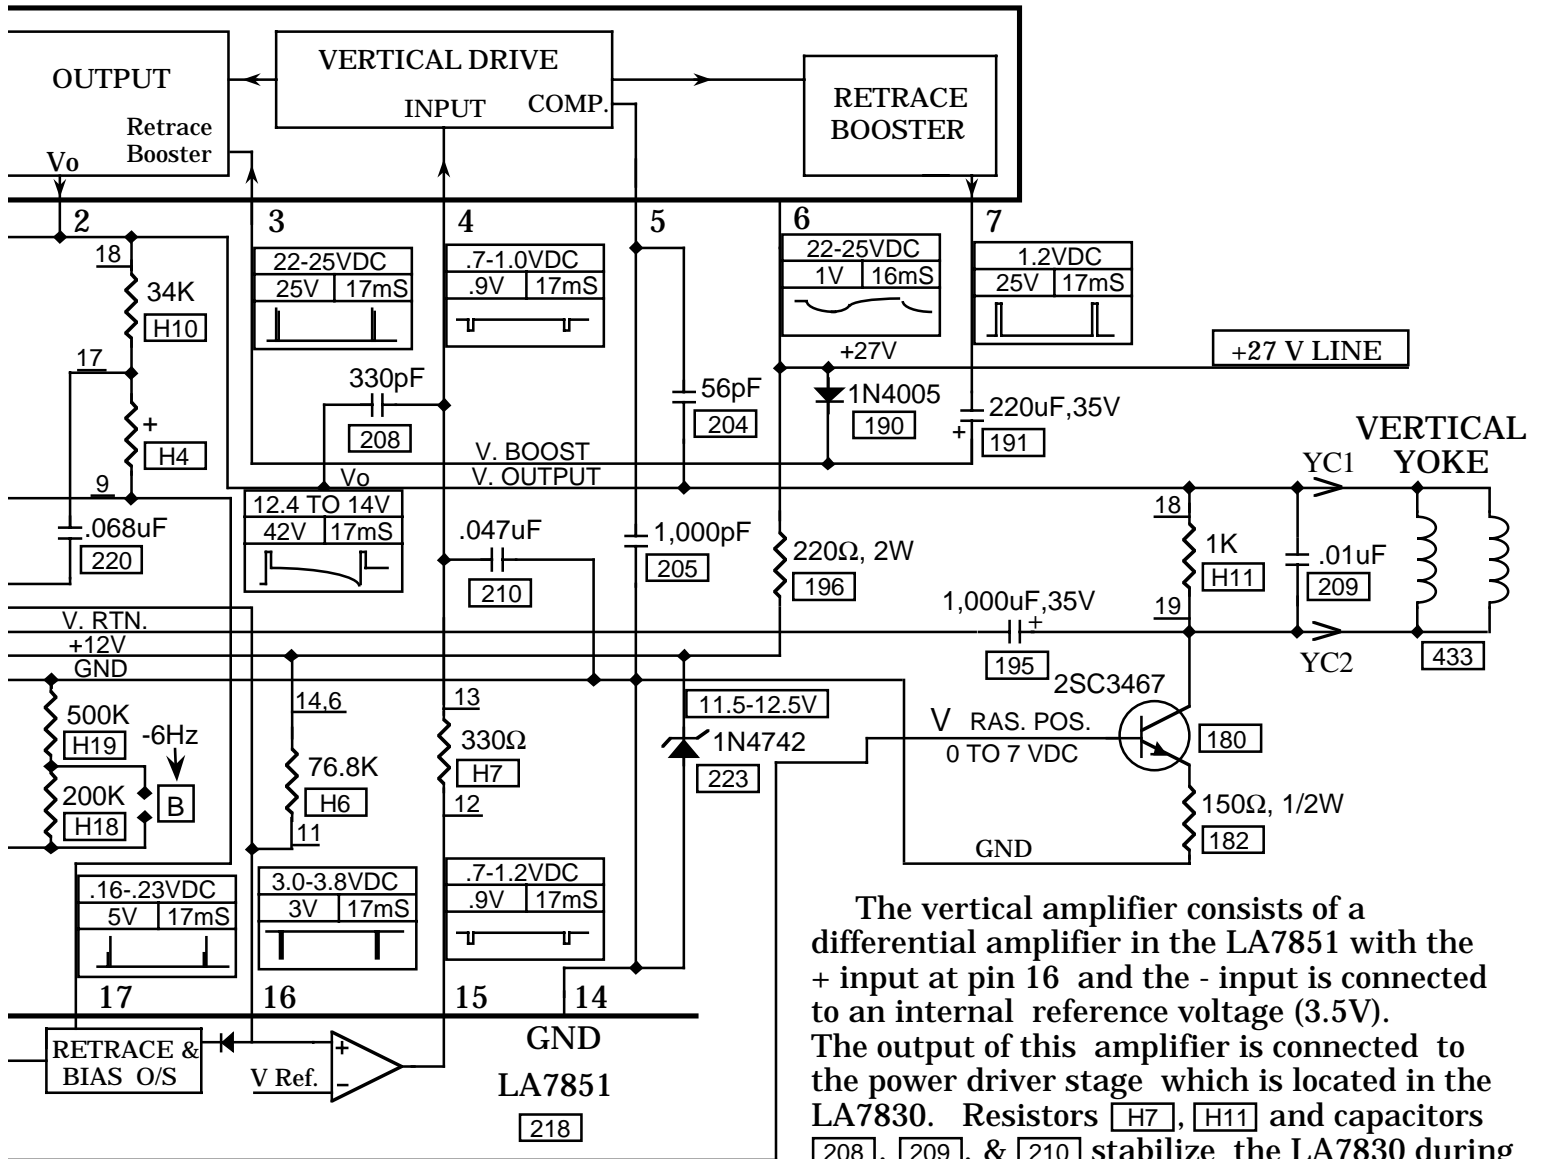 OUTPUT
Retrace
Booster
Vo
VERTICAL DRIVE
INPUT
COMP.
RETRACE
BOOSTER
2
3
4
5
6
7
18
34K
H10
17
+
H4
9
.068uF
220
22-25VDC
25V 17mS
.7-1.0VDC
.9V 17mS
22-25VDC
1V 16mS
1.2VDC
25V 17mS
+27V
+27 V LINE
330pF
208
56pF
204
1N4005
190
220uF,35V
+
191
V. BOOST
Vo
V. OUTPUT
12.4 TO 14V
42V 17mS
.047uF
210
1,000pF
205
220Ω, 2W
196
VERTICAL
YOKE
YC1
18
1K
H11
19
.01uF
209
1,000uF,35V
+
195
YC2
433
V. RTN.
+12V
GND
500K
H19
-6Hz
200K
H18
B
14,6
76.8K
H6
11
13
330Ω
H7
12
11.5-12.5V
1N4742
223
2SC3467
V RAS. POS.
0 TO 7 VDC
180
150Ω, 1/2W
182
GND
.16-.23VDC
5V 17mS
3.0-3.8VDC
3V 17mS
.7-1.2VDC
.9V 17mS
17
16
15
14
RETRACE &
BIAS O/S
V Ref.
+
−
GND
LA7851
218
The vertical amplifier consists of a
differential amplifier in the LA7851 with the
+ input at pin 16 and the - input is connected
to an internal reference voltage (3.5V).
The output of this amplifier is connected to
the power driver stage which is located in the
LA7830. Resistors H7 , H11 and capacitors
208 , 209 , & 210 stabilize the LA7830 during